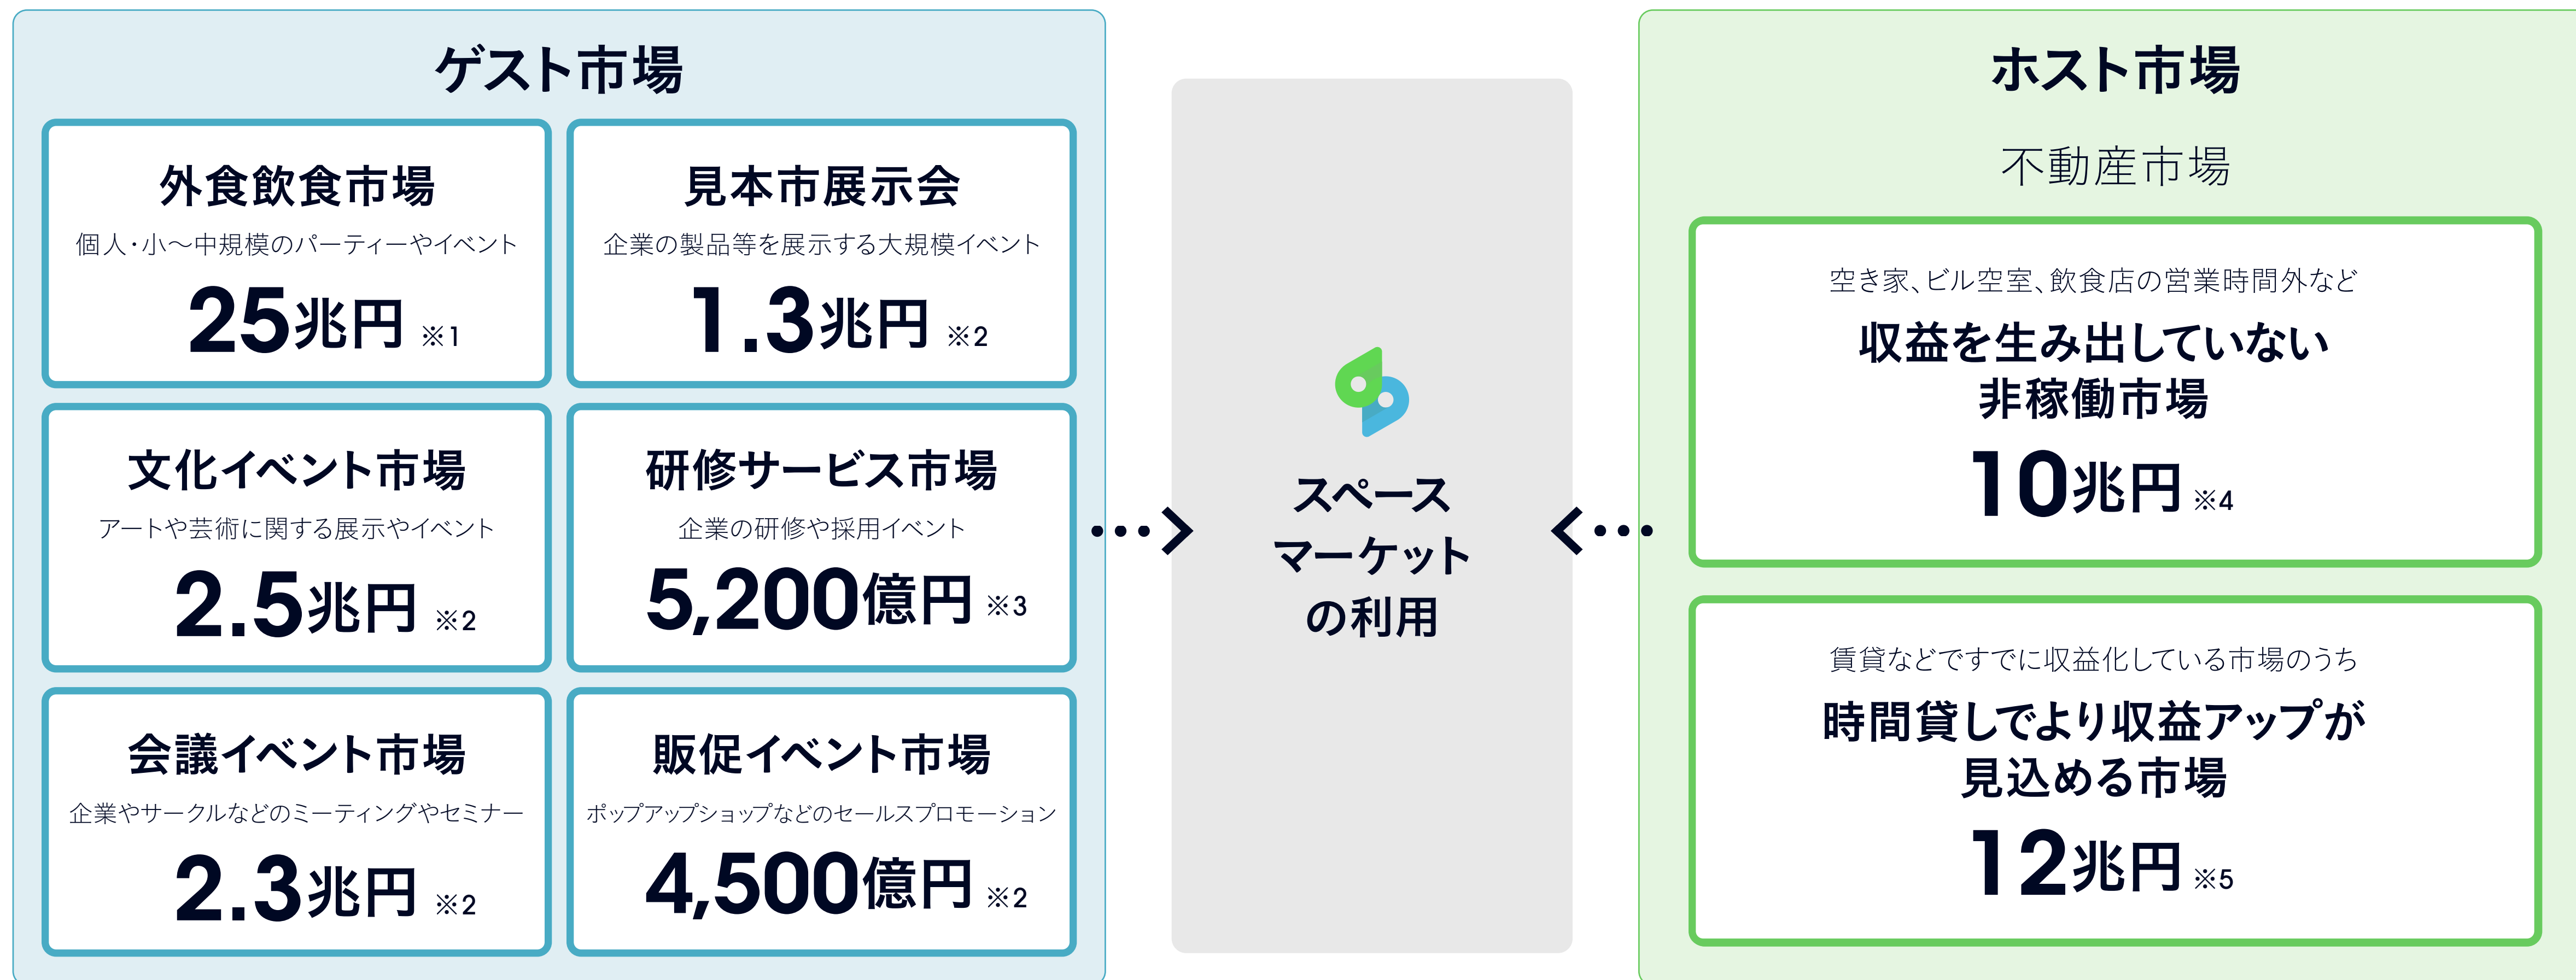 ゲスト市場
外食飲食市場
個人・小〜中規模のパーティーやイベント
25兆円 ※1
見本市展示会
企業の製品等を展示する大規模イベント
1.3兆円 ※2
文化イベント市場
アートや芸術に関する展示やイベント
2.5兆円 ※2
研修サービス市場
企業の研修や採用イベント
5,200億円 ※3
会議イベント市場
企業やサークルなどのミーティングやセミナー
2.3兆円 ※2
販促イベント市場
ポップアップショップなどのセールスプロモーション
4,500億円 ※2
スペース
マーケット
の利用
ホスト市場
不動産市場
空き家、ビル空室、飲食店の営業時間外など
収益を生み出していない
非稼働市場
10兆円 ※4
賃貸などですでに収益化している市場のうち
時間貸しでより収益アップが
見込める市場
12兆円 ※5